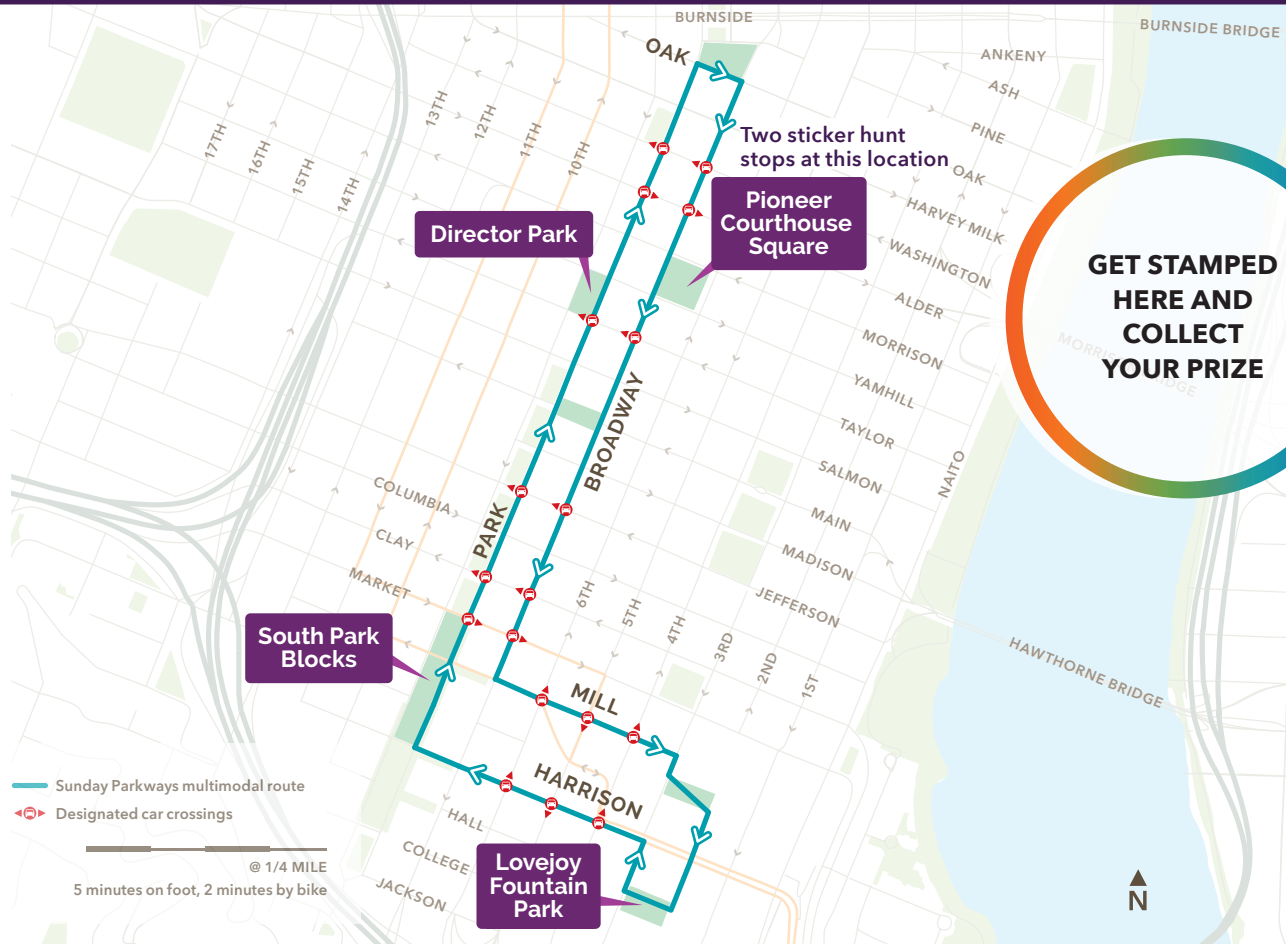 BURNSIDE
BURNSIDE BRIDGE
OAK
ANKENY
ASH
PINE
OAK
HARVEY MILK
WASHINGTON
ALDER
MORRISON
YAMHILL
TAYLOR
SALMON
MAIN
MADISON
JEFFERSON
NAITO
17TH
16TH
15TH
14TH
13TH
12TH
11TH
10TH
Two sticker hunt
stops at this location
Pioneer
Courthouse
Square
Director Park
GET STAMPED
HERE AND
COLLECT
YOUR PRIZE
MORRISON BRIDGE
BROADWAY
PARK
COLUMBIA
CLAY
MARKET
6TH
5TH
4TH
3RD
2ND
1ST
HAWTHORNE BRIDGE
South Park
Blocks
MILL
HARRISON
HALL
COLLEGE
JACKSON
Lovejoy
Fountain
Park
Sunday Parkways multimodal route
Designated car crossings
@ 1/4 MILE
5 minutes on foot, 2 minutes by bike
N